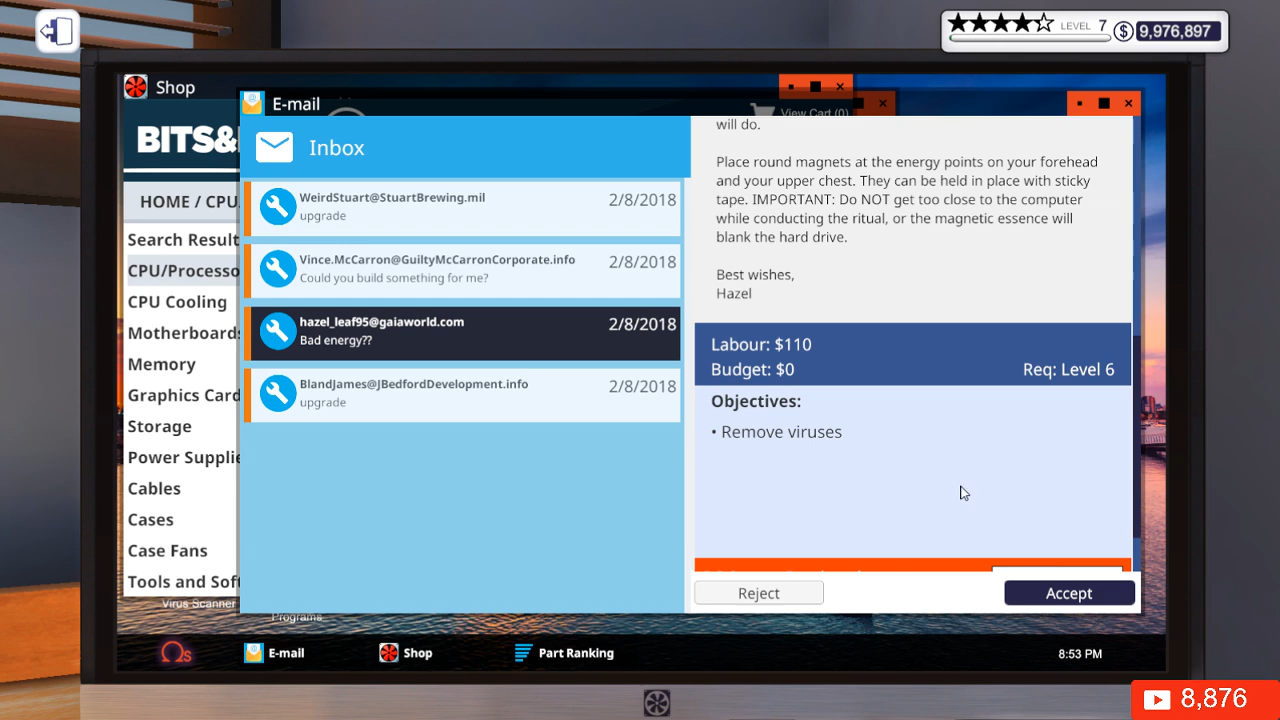 LEVEL 7
$ 9,976,897
Shop
E-mail
View Cart (0)
BITS&
Inbox
HOME / CPU
Search Result
CPU/Processo
CPU Cooling
Motherboards
Memory
Graphics Card
Storage
Power Supplie
Cables
Cases
Case Fans
Tools and Soft
WeirdStuart@StuartBrewing.mil
2/8/2018
upgrade
Vince.McCarron@GuiltyMcCarronCorporate.info
2/8/2018
Could you build something for me?
hazel_leaf95@gaiaworld.com
2/8/2018
Bad energy??
BlandJames@JBedfordDevelopment.info
2/8/2018
upgrade
will do.
Place round magnets at the energy points on your forehead
and your upper chest. They can be held in place with sticky
tape. IMPORTANT: Do NOT get too close to the computer
while conducting the ritual, or the magnetic essence will
blank the hard drive.
Best wishes,
Hazel
Labour: $110
Budget: $0
Req: Level 6
Objectives:
• Remove viruses
Reject
Accept
Virus Scanner
Programs
Ωs
E-mail
Shop
Part Ranking
8:53 PM
8,876